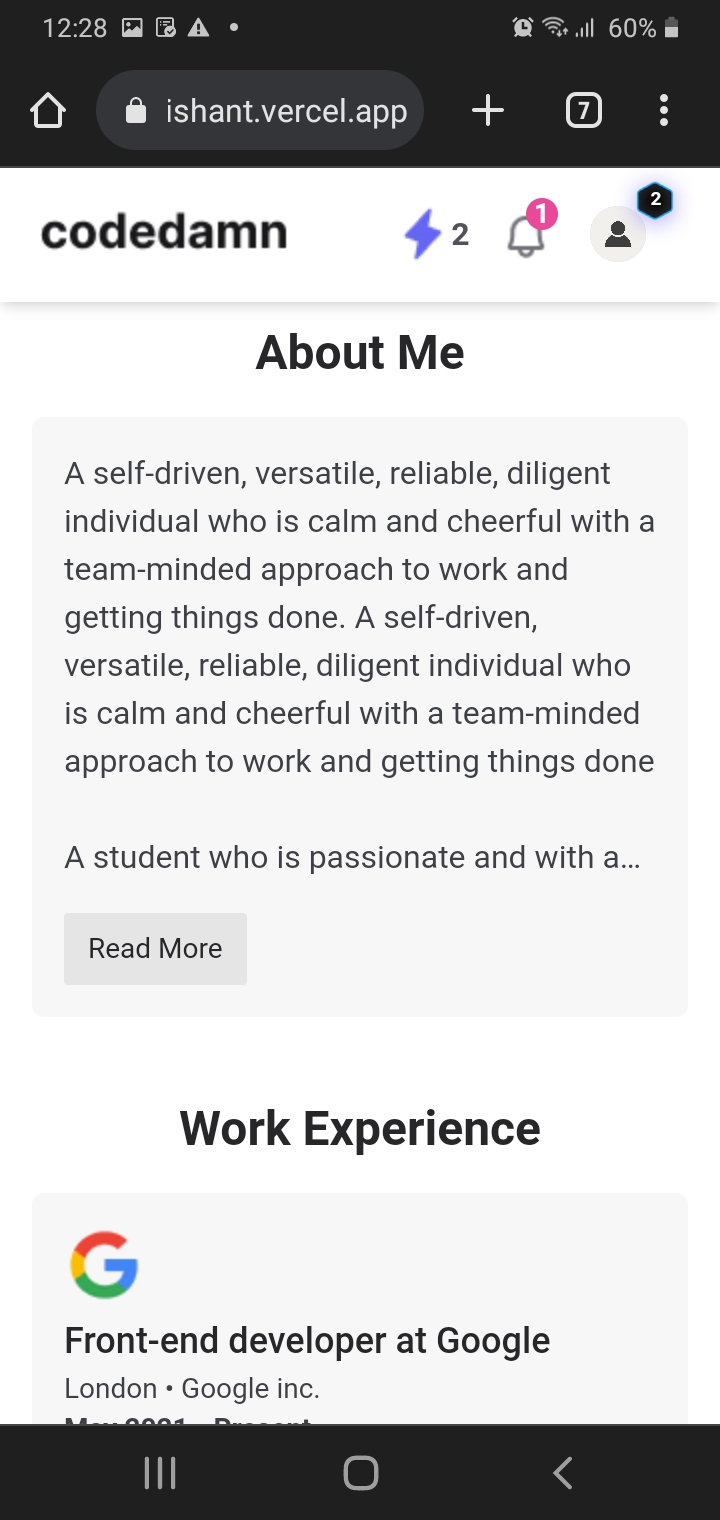 12:28
60%
ishant.vercel.app
7
codedamn
2
1
2
About Me
A self-driven, versatile, reliable, diligent
individual who is calm and cheerful with a
team-minded approach to work and
getting things done. A self-driven,
versatile, reliable, diligent individual who
is calm and cheerful with a team-minded
approach to work and getting things done
A student who is passionate and with a...
Read More
Work Experience
Front-end developer at Google
London • Google inc.
May 2021 - Present